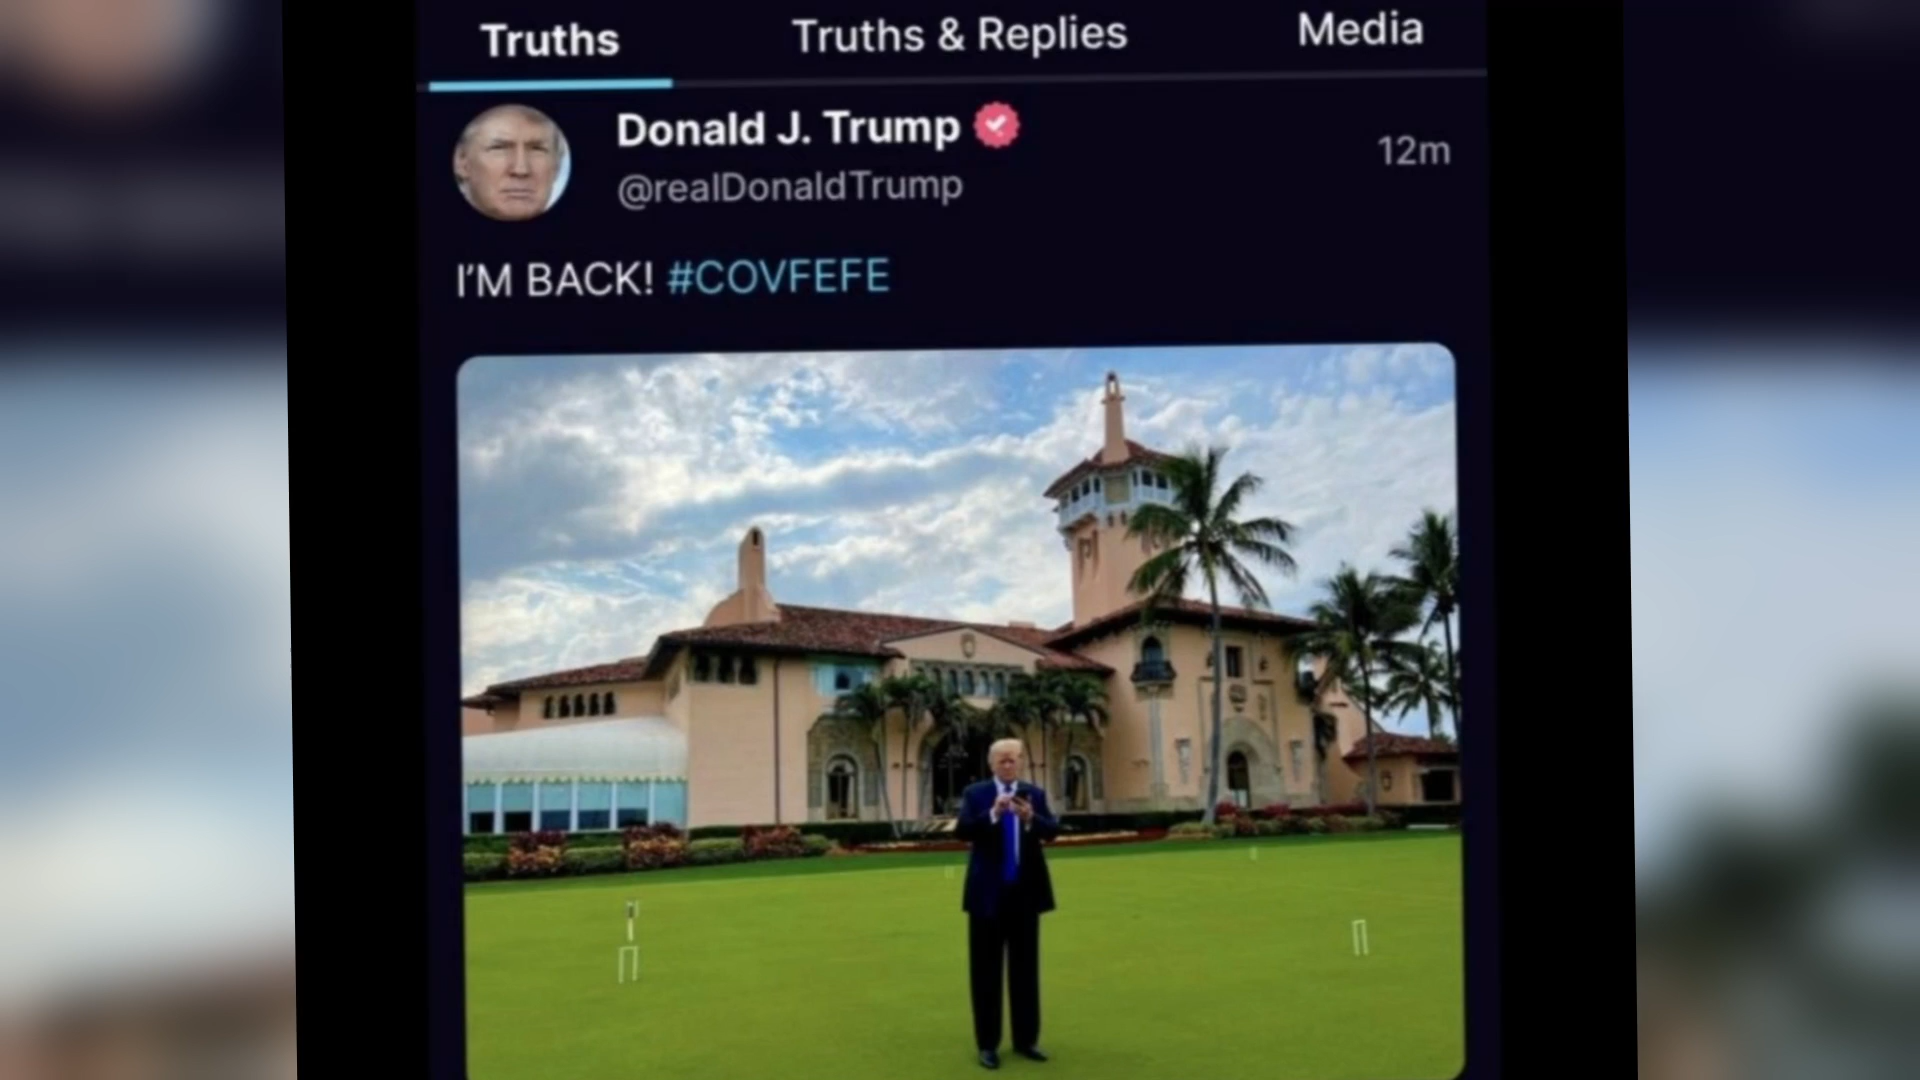 Truths Truths & Replies Media
Donald J. Trump
12m
@realDonaldTrump
I'M BACK! #COVFEFE